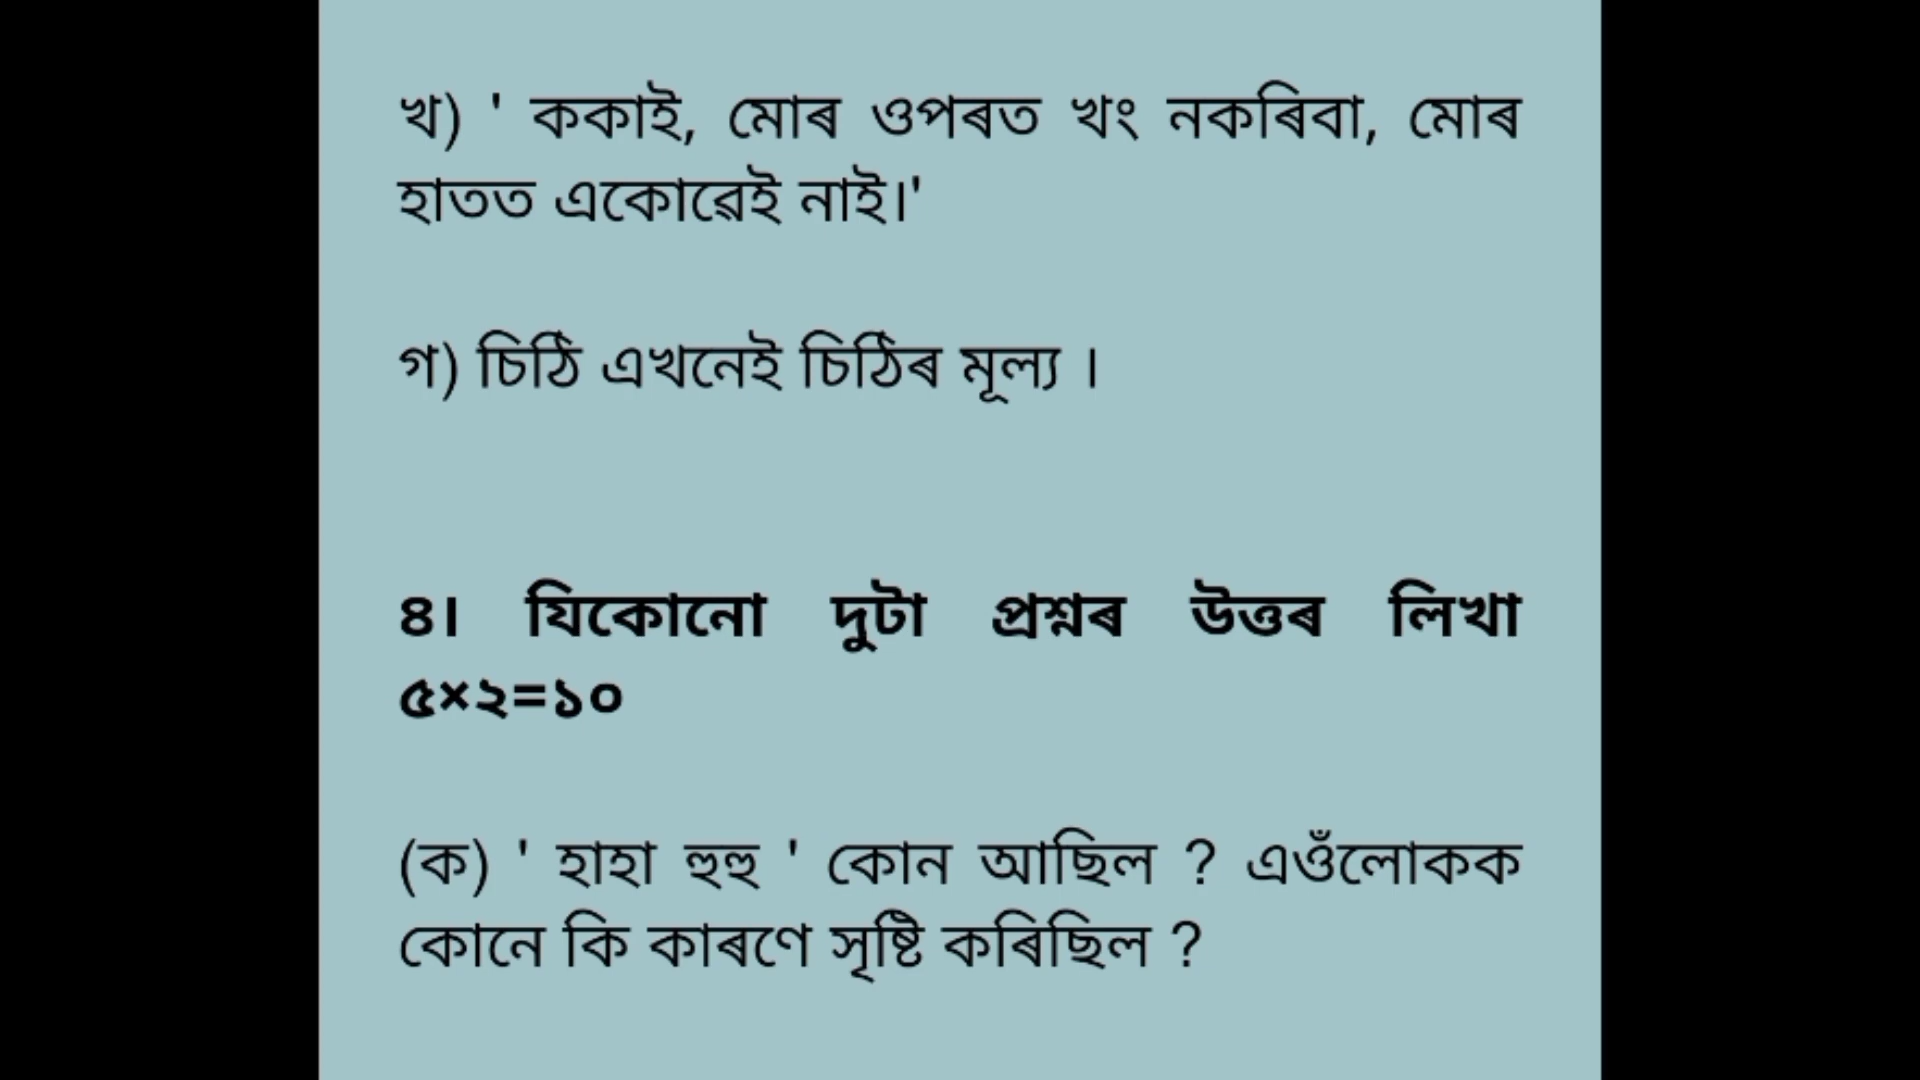 খ) ' ককাই, মোৰ ওপৰত খং নকৰিবা, মোৰ
হাতত একোৱেই নাই।'
গ) চিঠি এখনেই চিঠিৰ মূল্য ।
৪। যিকোনো দুটা প্ৰশ্নৰ উত্তৰ লিখা
৫×২=১০
(ক) ' হাহা হুহু ' কোন আছিল ? এওঁলোকক
কোনে কি কাৰণে সৃষ্টি কৰিছিল ?